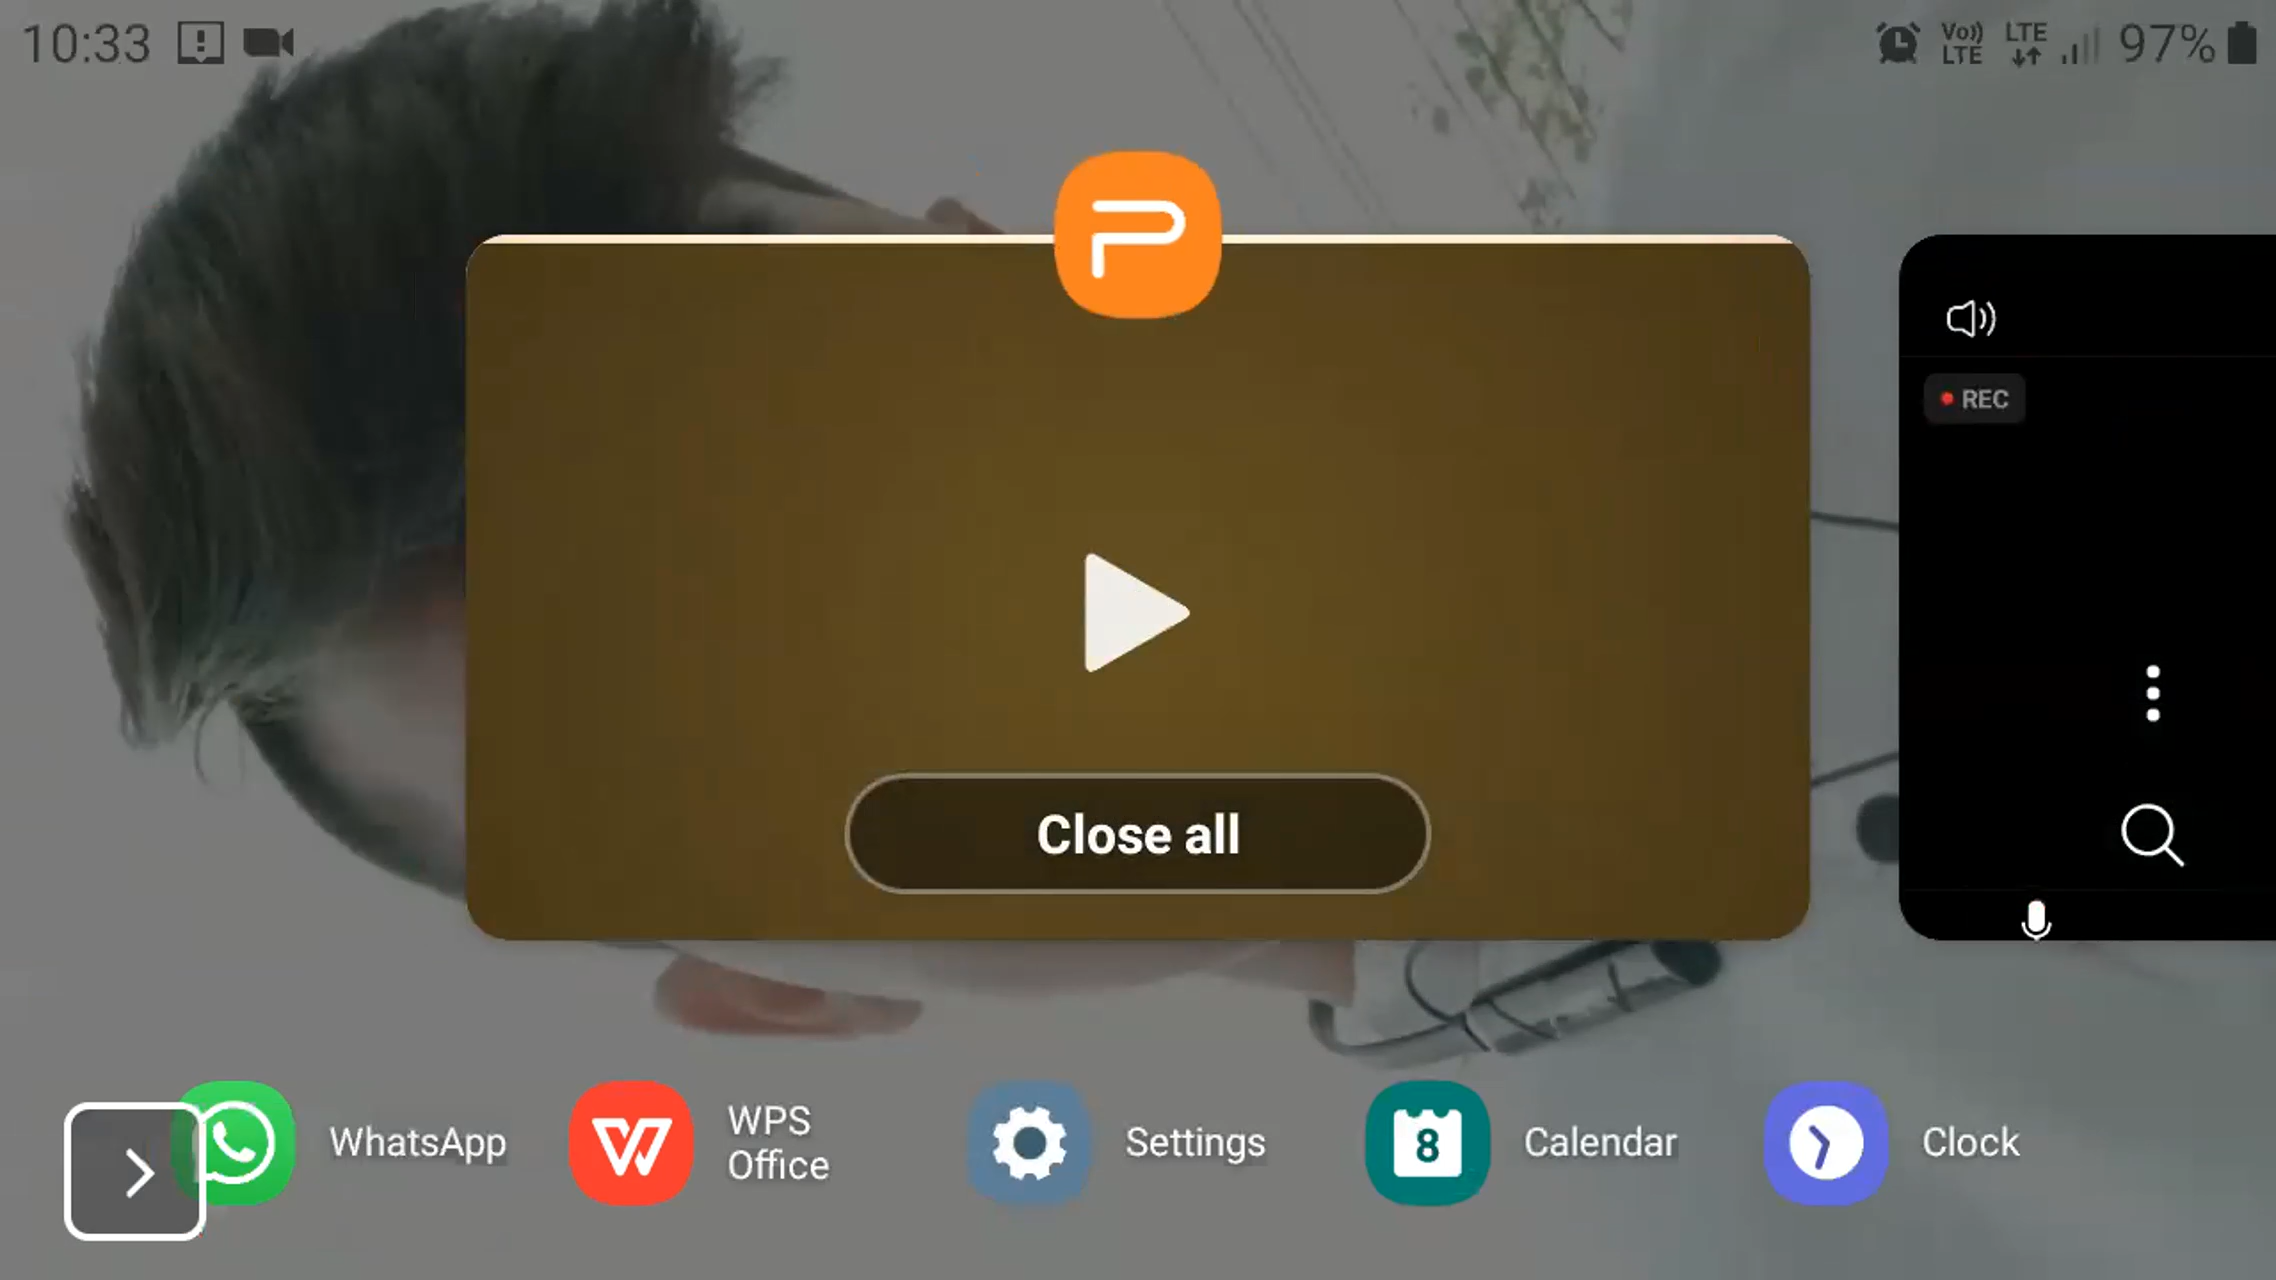 10:33
Vo))
LTE
LTE
97%
REC
Close all
WhatsApp
WPS
Office
Settings
8
Calendar
Clock